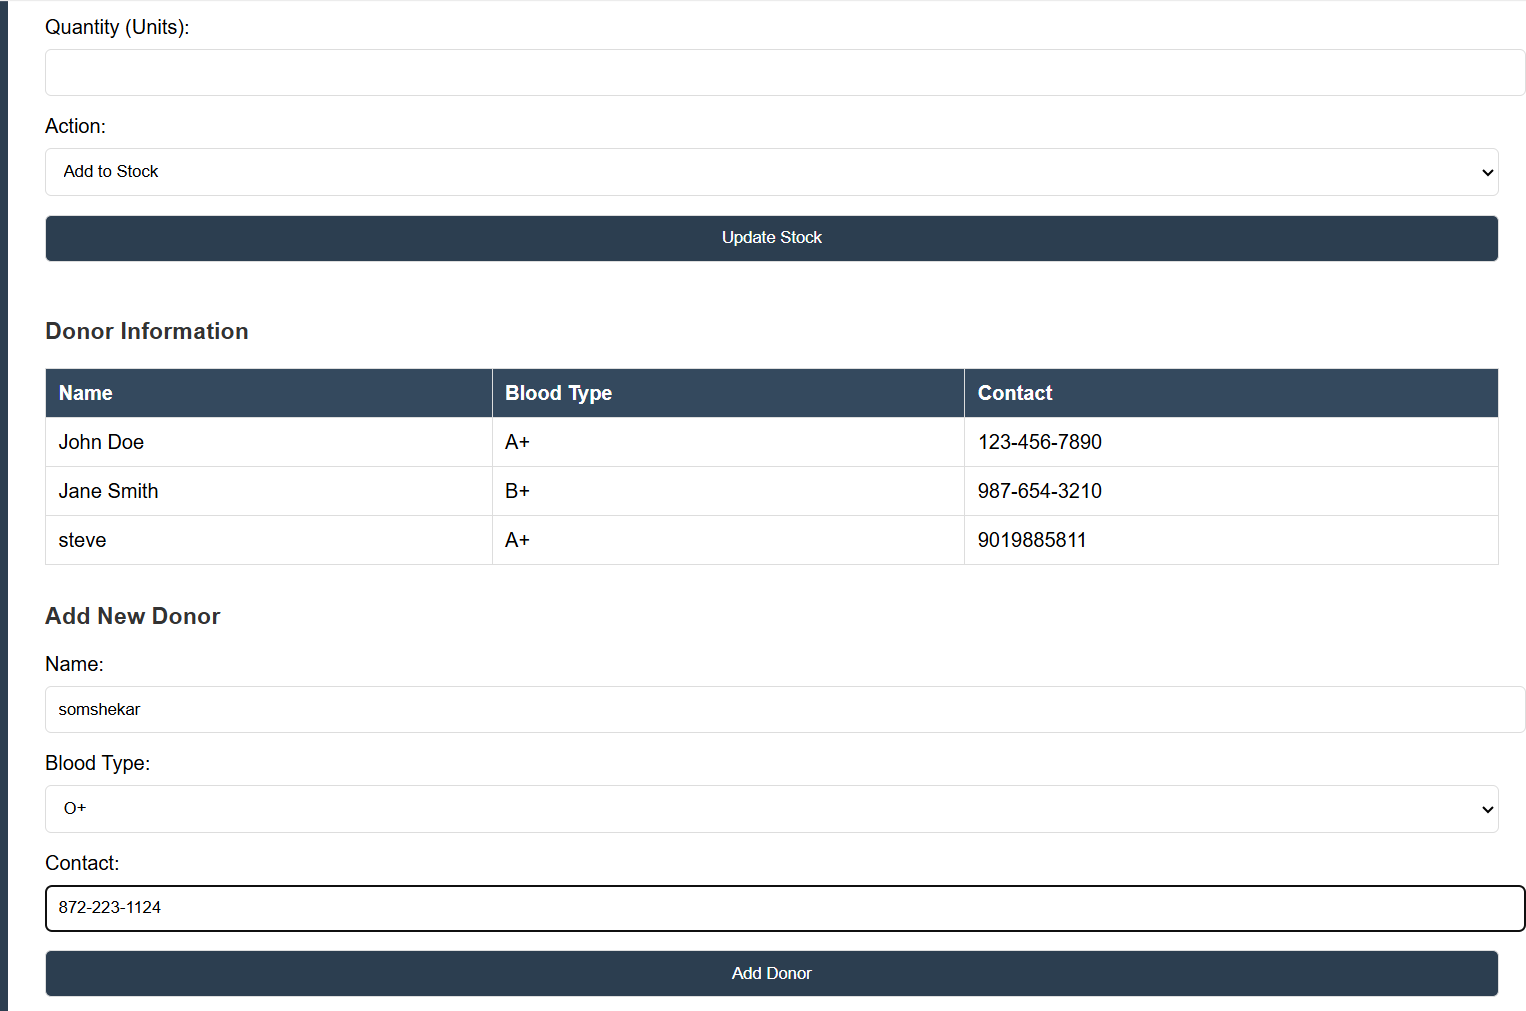 Quantity (Units):
Action:
Add to Stock
Update Stock
Donor Information
Name Blood Type Contact
John Doe A+ 123-456-7890
Jane Smith B+ 987-654-3210
steve A+ 9019885811
Add New Donor
Name:
somshekar
Blood Type:
O+
Contact:
872-223-1124
Add Donor